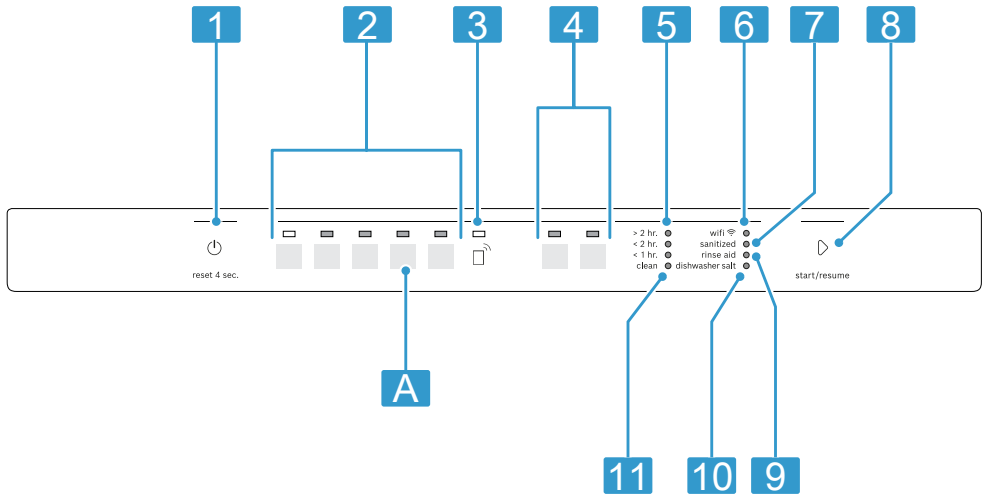 1 2 3 4 5 6 7 8
> 2 hr. wifi
< 2 hr. sanitized
< 1 hr. rinse aid
reset 4 sec. clean dishwasher salt start/resume
A
11 10 9